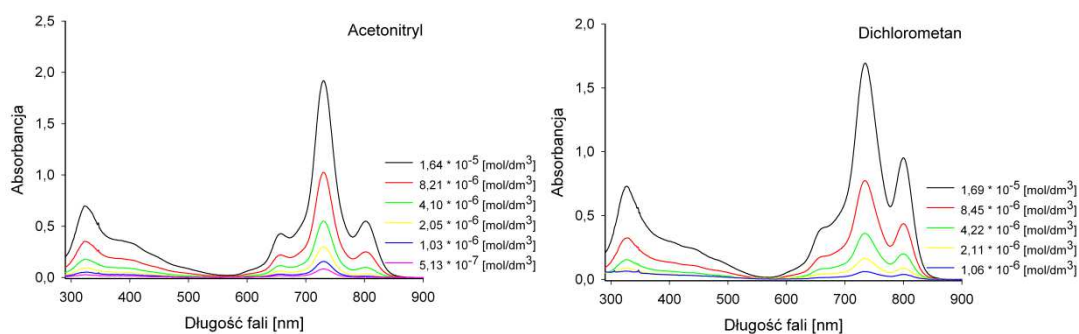 Acetonitryl
Absorbancja
2,5
2,0
1,5
1,0
0,5
0,0
300 400 500 600 700 800 900
Długość fali [nm]
1,64 * 10-5 [mol/dm3]
8,21 * 10-6 [mol/dm3]
4,10 * 10-6 [mol/dm3]
2,05 * 10-6 [mol/dm3]
1,03 * 10-6 [mol/dm3]
5,13 * 10-7 [mol/dm3]
Dichlorometan
Absorbancja
2,0
1,5
1,0
0,5
0,0
300 400 500 600 700 800 900
Długość fali [nm]
1,69 * 10-5 [mol/dm3]
8,45 * 10-6 [mol/dm3]
4,22 * 10-6 [mol/dm3]
2,11 * 10-6 [mol/dm3]
1,06 * 10-6 [mol/dm3]